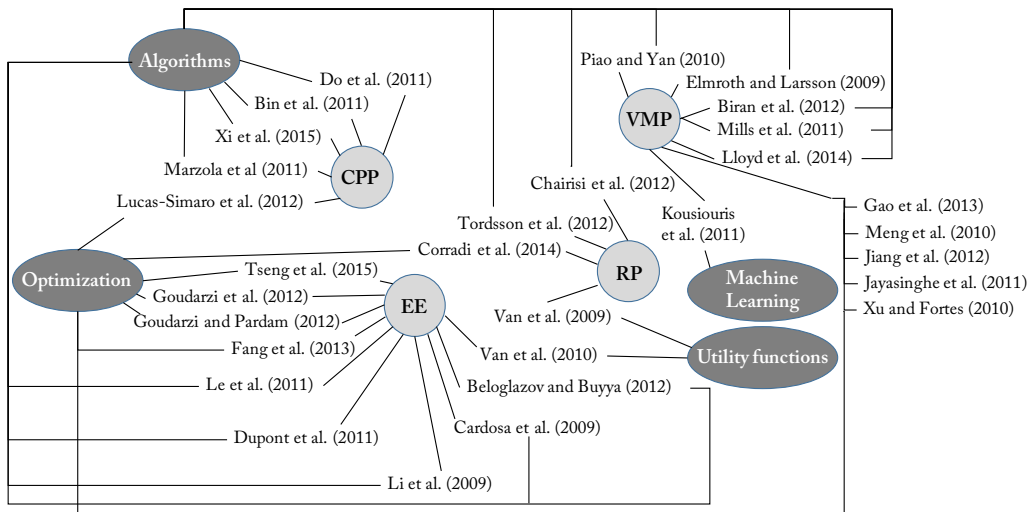 Algorithms
Do et al. (2011)
Bin et al. (2011)
Xi et al. (2015)
Marzola et al (2011)
Lucas-Simaro et al. (2012)
CPP
Piao and Yan (2010)
Elmroth and Larsson (2009)
Biran et al. (2012)
Mills et al. (2011)
Lloyd et al. (2014)
VMP
Chairisi et al. (2012)
Tordsson et al. (2012)
Corradi et al. (2014)
RP
Van et al. (2009)
Kousiouris
et al. (2011)
Machine
Learning
Utility functions
Gao et al. (2013)
Meng et al. (2010)
Jiang et al. (2012)
Jayasinghe et al. (2011)
Xu and Fortes (2010)
Optimization
Tseng et al. (2015)
Goudarzi et al. (2012)
Goudarzi and Pardam (2012)
Fang et al. (2013)
Le et al. (2011)
Dupont et al. (2011)
Li et al. (2009)
EE
Van et al. (2010)
Beloglazov and Buyya (2012)
Cardosa et al. (2009)